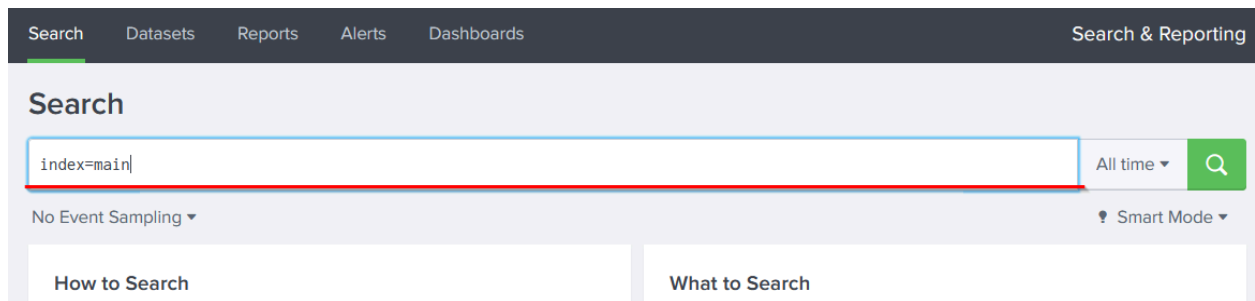 Search Datasets Reports Alerts Dashboards Search & Reporting
Search
index=main
All time
No Event Sampling
Smart Mode
How to Search
What to Search